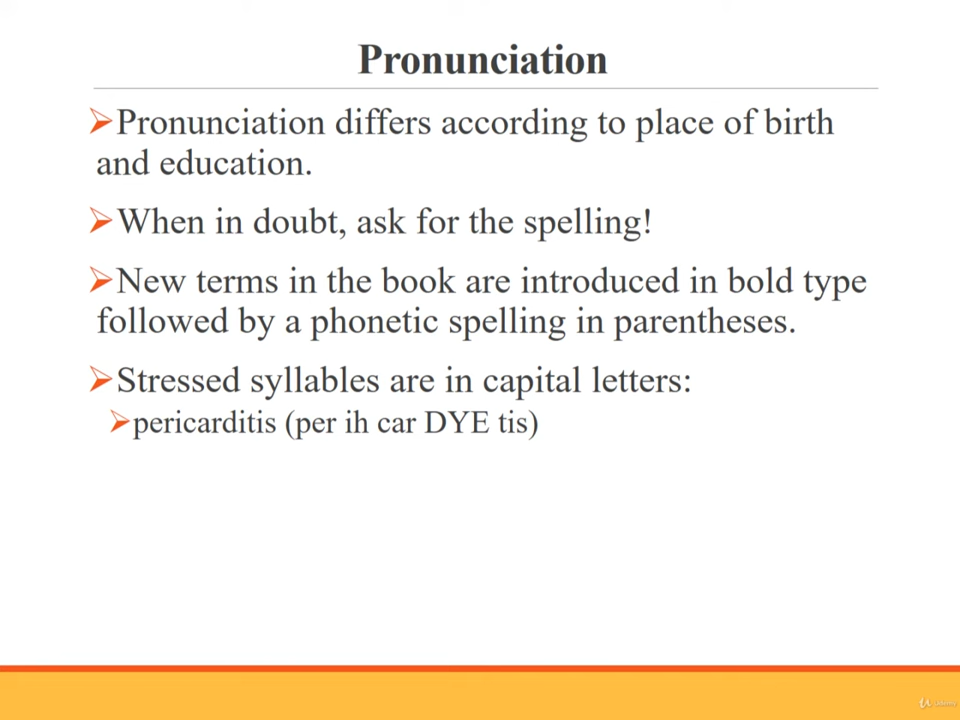 Pronunciation
Pronunciation differs according to place of birth
and education.
When in doubt, ask for the spelling!
New terms in the book are introduced in bold type
followed by a phonetic spelling in parentheses.
Stressed syllables are in capital letters:
pericarditis (per ih car DYE tis)
Udemy